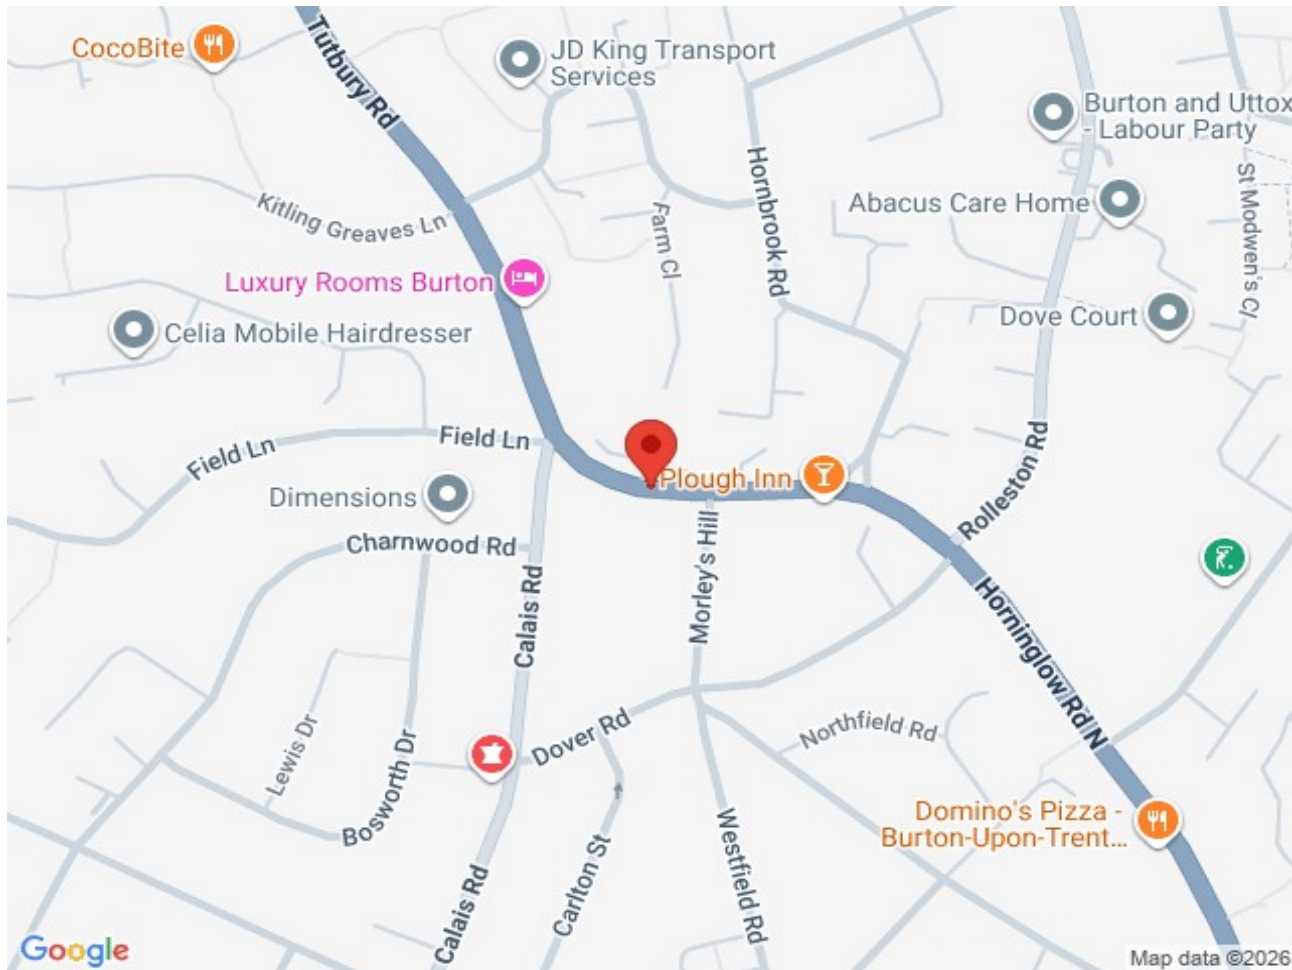 CocoBite
Tutbury Rd
JD King Transport
Services
Burton and Uttox
- Labour Party
Hornbrook Rd
St Modwen's Cl
Kitling Greaves Ln
Farm Cl
Abacus Care Home
Luxury Rooms Burton
Celia Mobile Hairdresser
Dove Court
Field Ln
Field Ln
Plough Inn
Dimensions
Rolleston Rd
Charnwood Rd
Morley's Hill
Calais Rd
Horninglow Rd N
Lewis Dr
Dover Rd
Northfield Rd
Bosworth Dr
Domino's Pizza -
Burton-Upon-Trent...
Westfield Rd
Carlton St
Calais Rd
Google
Map data ©2026